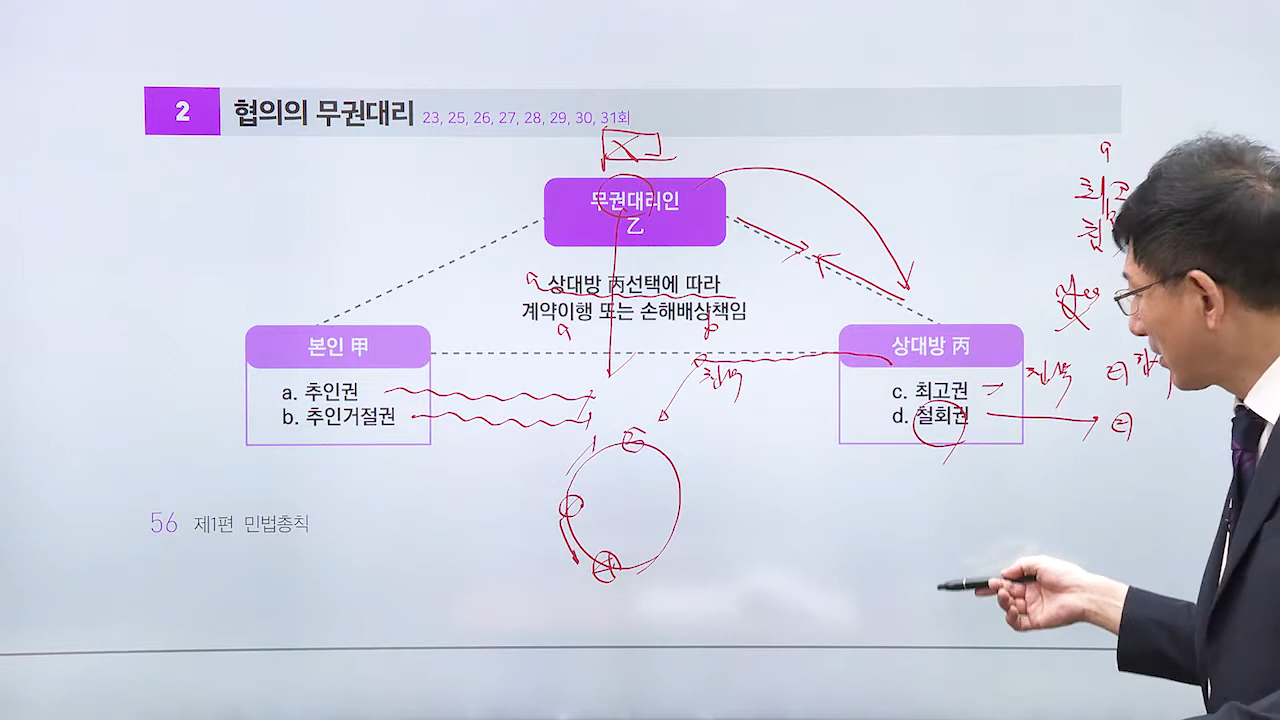 2 협의의 무권대리 23, 25, 26, 27, 28, 29, 30, 31회
무권대리인
乙
상대방 丙선택에 따라
계약이행 또는 손해배상책임
본인 甲
a. 추인권
b. 추인거절권
상대방 丙
c. 최고권
d. 철회권
56 제1편 민법총칙